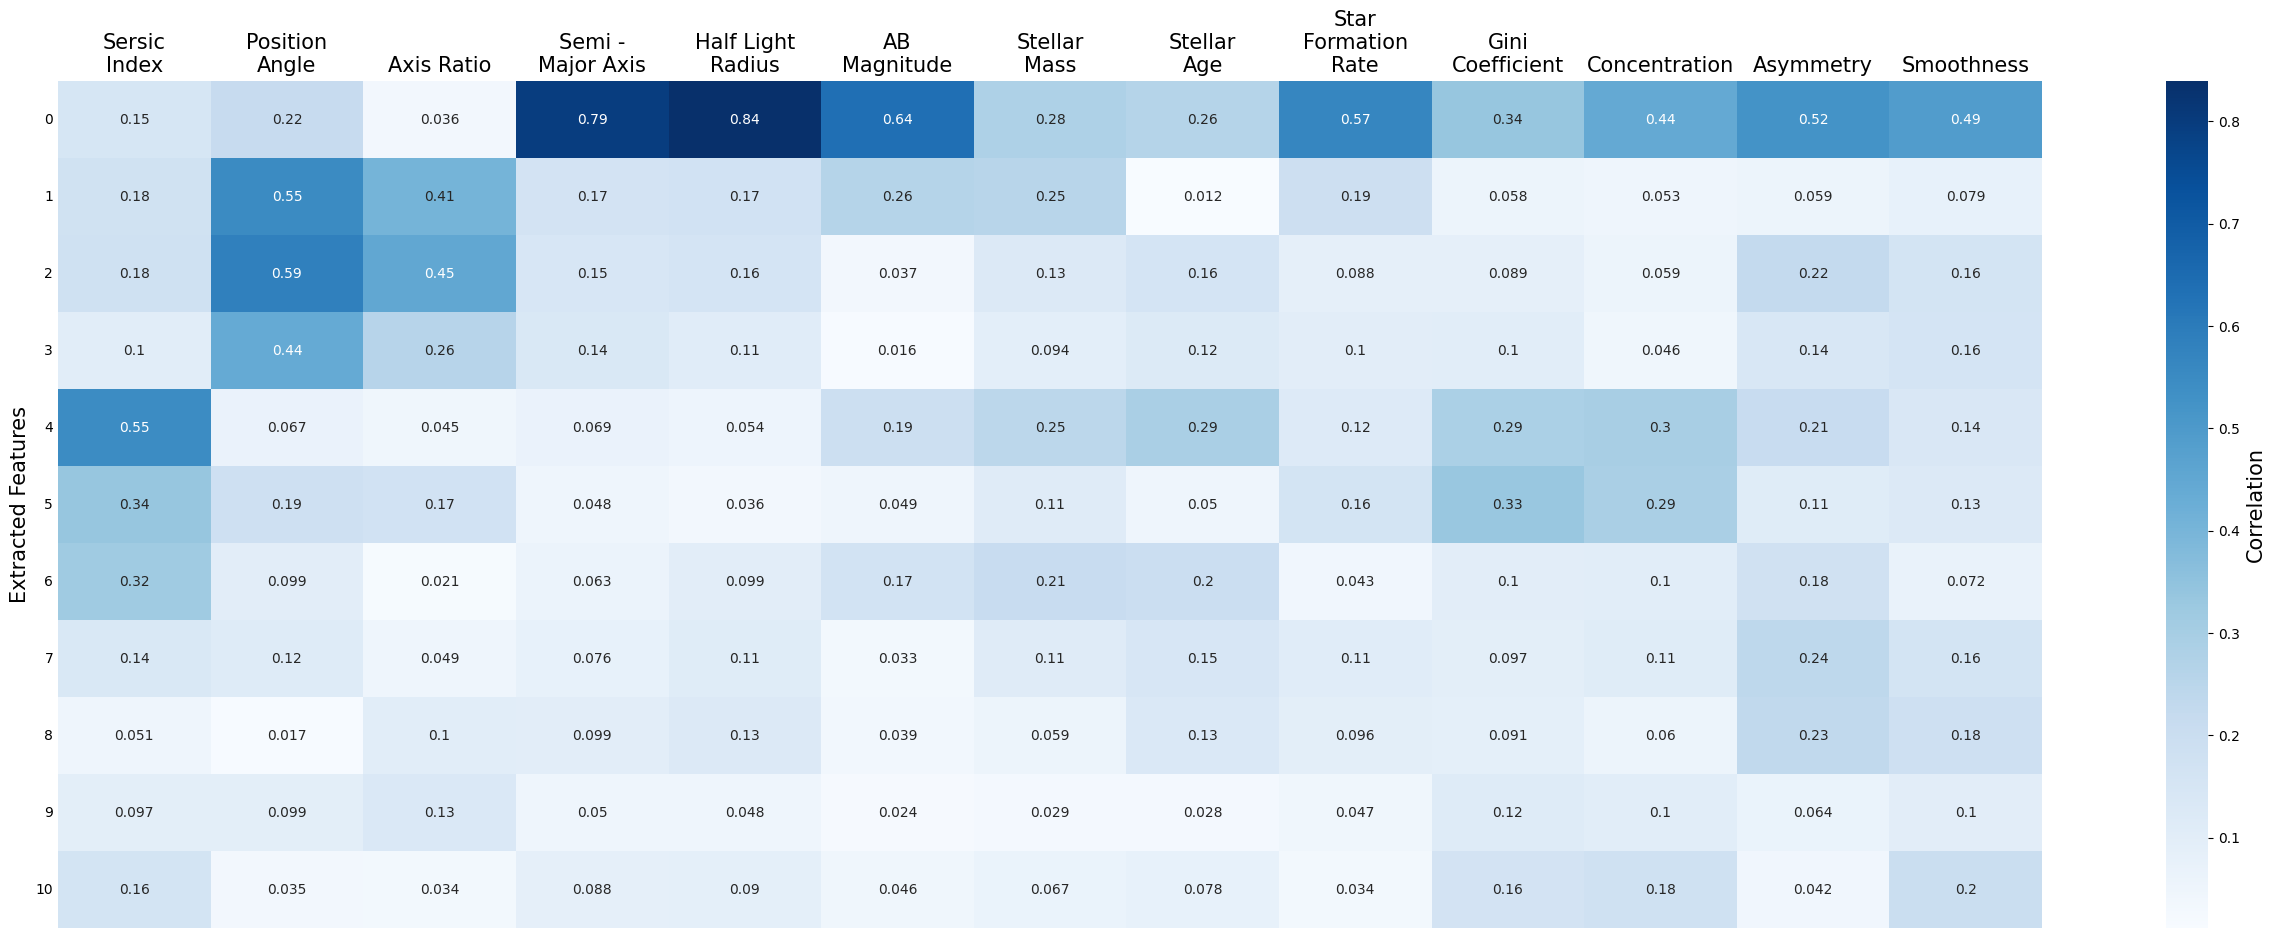 Sersic Index
Position Angle
Axis Ratio
Semi - Major Axis
Half Light Radius
AB Magnitude
Stellar Mass
Stellar Age
Star Formation Rate
Gini Coefficient
Concentration
Asymmetry
Smoothness
Extracted Features
0 0.15 0.22 0.036 0.79 0.84 0.64 0.28 0.26 0.57 0.34 0.44 0.52 0.49
1 0.18 0.55 0.41 0.17 0.17 0.26 0.25 0.012 0.19 0.058 0.053 0.059 0.079
2 0.18 0.59 0.45 0.15 0.16 0.037 0.13 0.16 0.088 0.089 0.059 0.22 0.16
3 0.1 0.44 0.26 0.14 0.11 0.016 0.094 0.12 0.1 0.1 0.046 0.14 0.16
4 0.55 0.067 0.045 0.069 0.054 0.19 0.25 0.29 0.12 0.29 0.3 0.21 0.14
5 0.34 0.19 0.17 0.048 0.036 0.049 0.11 0.05 0.16 0.33 0.29 0.11 0.13
6 0.32 0.099 0.021 0.063 0.099 0.17 0.21 0.2 0.043 0.1 0.1 0.18 0.072
7 0.14 0.12 0.049 0.076 0.11 0.033 0.11 0.15 0.11 0.097 0.11 0.24 0.16
8 0.051 0.017 0.1 0.099 0.13 0.039 0.059 0.13 0.096 0.091 0.06 0.23 0.18
9 0.097 0.099 0.13 0.05 0.048 0.024 0.029 0.028 0.047 0.12 0.1 0.064 0.1
10 0.16 0.035 0.034 0.088 0.09 0.046 0.067 0.078 0.034 0.16 0.18 0.042 0.2
0.8
0.7
0.6
0.5
0.4
0.3
0.2
0.1
Correlation